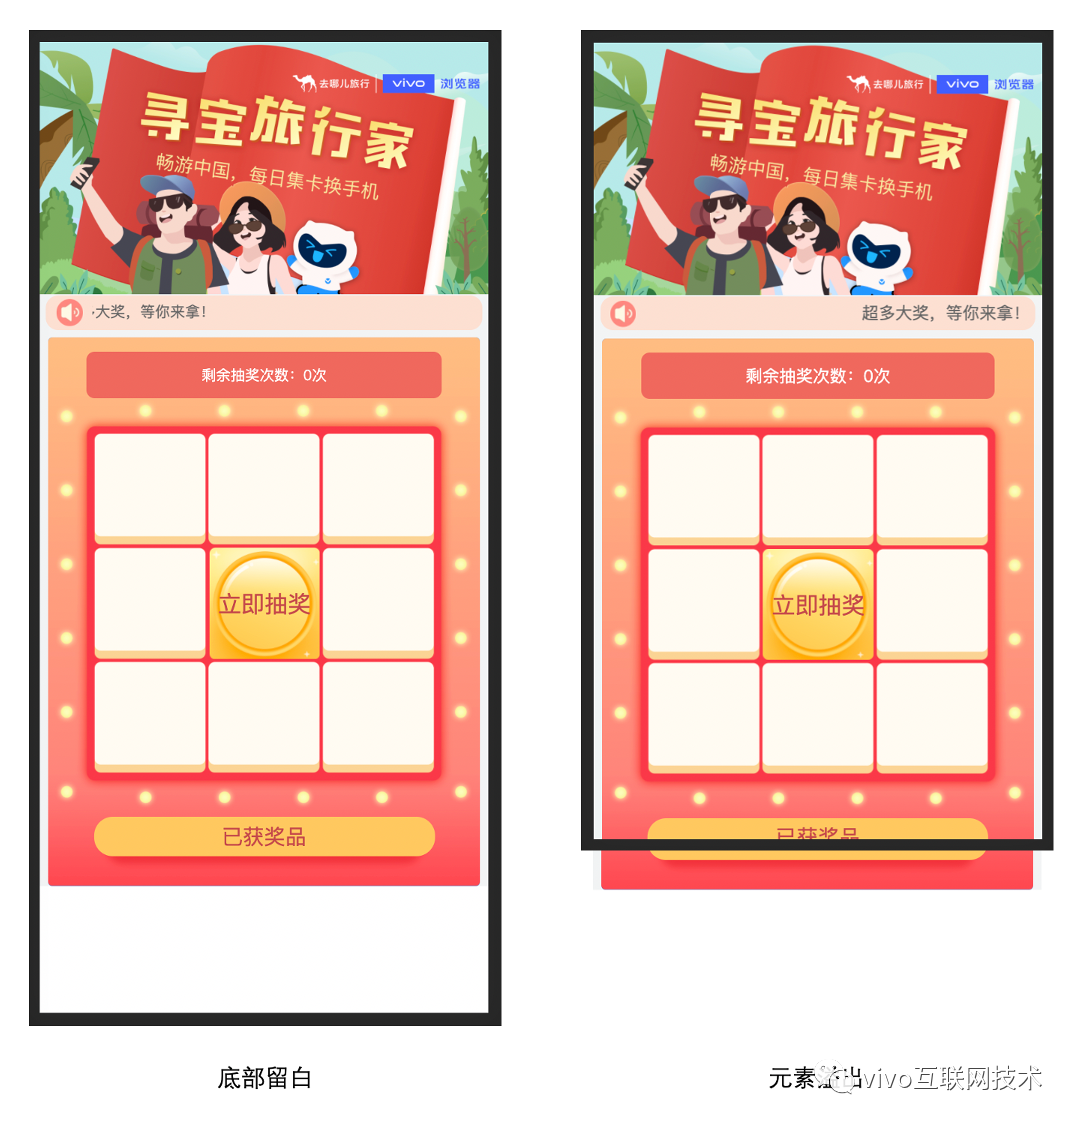 去哪儿旅行 vivo 浏览器
寻宝旅行家
畅游中国，每日集卡换手机
·大奖，等你来拿！
剩余抽奖次数：0次
立即抽奖
已获奖品
底部留白
去哪儿旅行 vivo 浏览器
寻宝旅行家
畅游中国，每日集卡换手机
超多大奖，等你来拿！
剩余抽奖次数：0次
立即抽奖
已获奖品
元素 出
vivo互联网技术